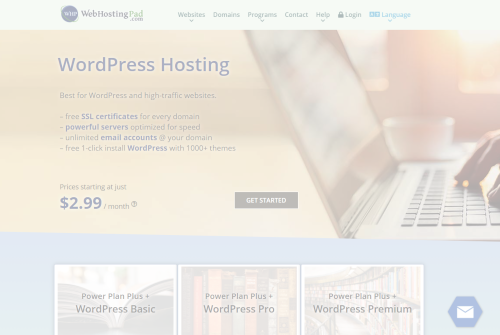 WHP WebHostingPad
.com
Websites Domains Programs Contact Help Login Language
WordPress Hosting
Best for WordPress and high-traffic websites.
– free SSL certificates for every domain
– powerful servers optimized for speed
– unlimited email accounts @ your domain
– free 1-click install WordPress with 1000+ themes
Prices starting at just
$2.99 / month
GET STARTED
Power Plan Plus +
WordPress Basic
Power Plan Plus +
WordPress Pro
Power Plan Plus +
WordPress Premium